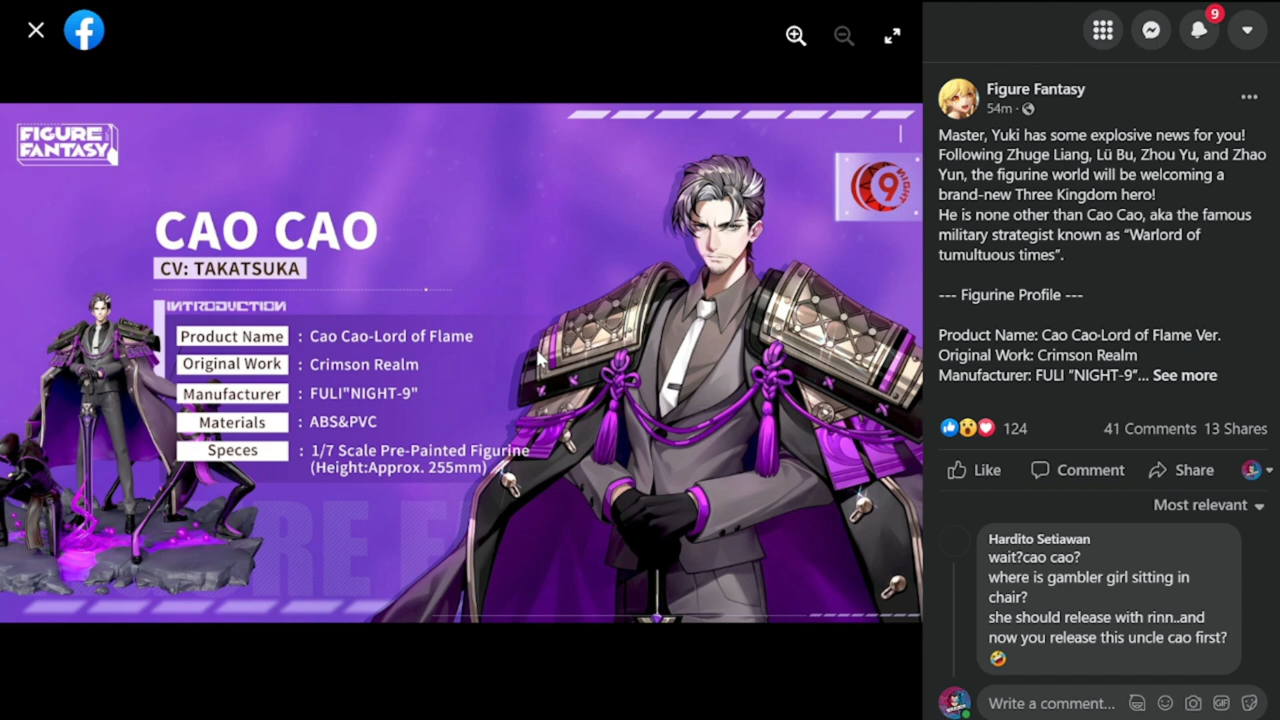 FIGURE
FANTASY
9
NIGHT
CAO CAO
CV: TAKATSUKA
INTRODUCTION
Product Name : Cao Cao-Lord of Flame
Original Work : Crimson Realm
Manufacturer : FULI"NIGHT-9"
Materials : ABS&PVC
Speces : 1/7 Scale Pre-Painted Figurine
(Height:Approx. 255mm)
RE F
9
Figure Fantasy
54m ·
Master, Yuki has some explosive news for you!
Following Zhuge Liang, Lü Bu, Zhou Yu, and Zhao
Yun, the figurine world will be welcoming a
brand-new Three Kingdom hero!
He is none other than Cao Cao, aka the famous
military strategist known as “Warlord of
tumultuous times”.
--- Figurine Profile ---
Product Name: Cao Cao-Lord of Flame Ver.
Original Work: Crimson Realm
Manufacturer: FULI “NIGHT-9”... See more
124 41 Comments 13 Shares
Like Comment Share
Most relevant
Hardito Setiawan
wait?cao cao?
where is gambler girl sitting in
chair?
she should release with rinn..and
now you release this uncle cao first?
🤣
Write a comment...
GIF